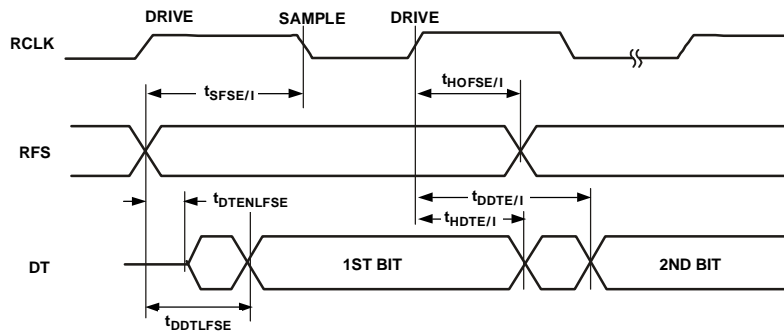 DRIVE SAMPLE DRIVE
RCLK
tSFSE/I tHOFSE/I
RFS
tDTENLFSE tDDTE/I
tHDTE/I
DT 1ST BIT 2ND BIT
tDDTLFSE